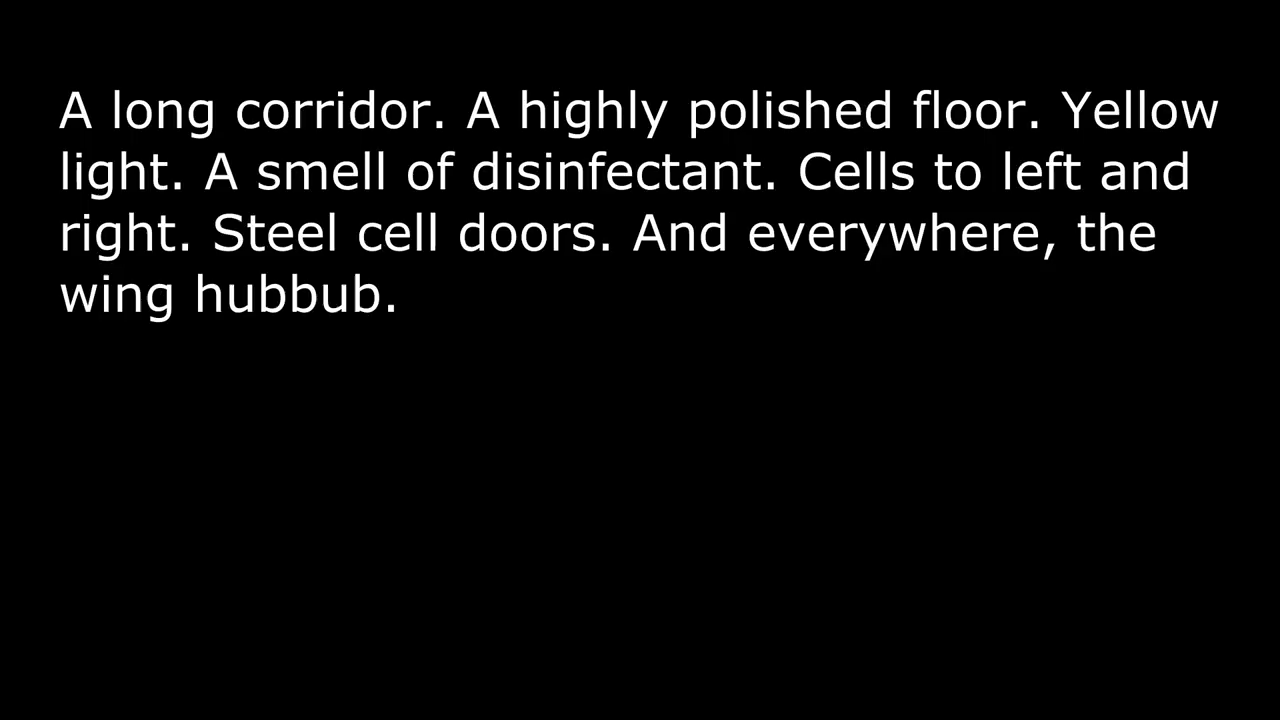 A long corridor. A highly polished floor. Yellow
light. A smell of disinfectant. Cells to left and
right. Steel cell doors. And everywhere, the
wing hubbub.